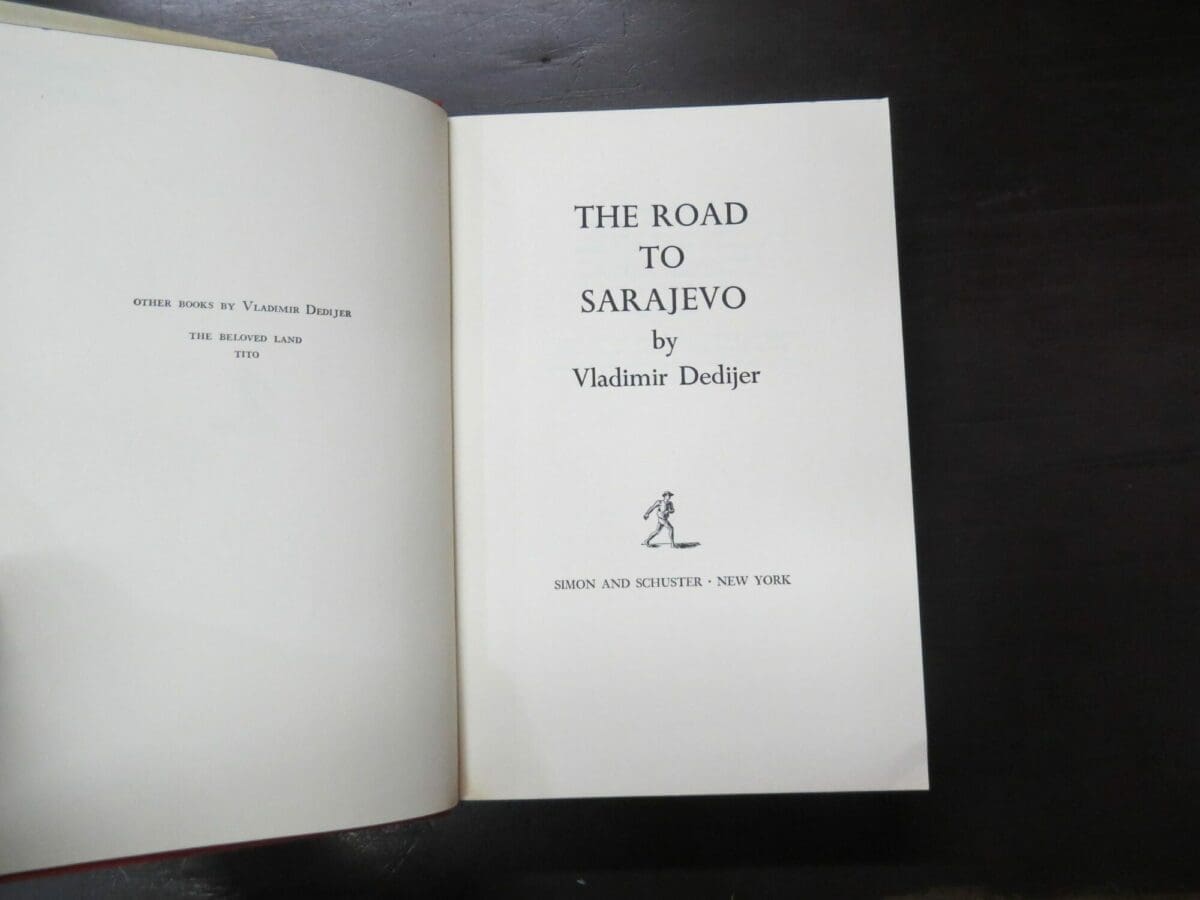 OTHER BOOKS BY VLADIMIR DEDIJER
THE BELOVED LAND
TITO
THE ROAD
TO
SARAJEVO
by
Vladimir Dedijer
SIMON AND SCHUSTER · NEW YORK